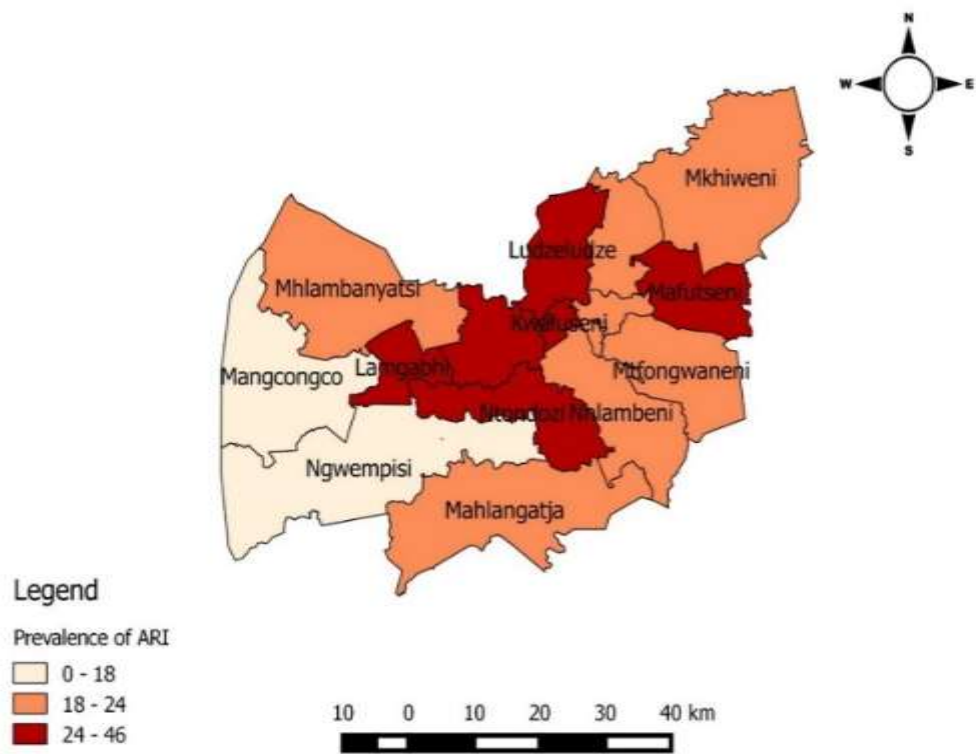 N
W E
S
Mkhiweni
Ludzeludze
Mhlambanyatsi
Mafutseni
Kwaluseni
Lamgabhi
Mangcongco
Mtfongwaneni
Ntondozi
Nhlambeni
Ngwempisi
Mahlangatja
Legend
Prevalence of ARI
0 - 18
18 - 24
24 - 46
10 0 10 20 30 40 km